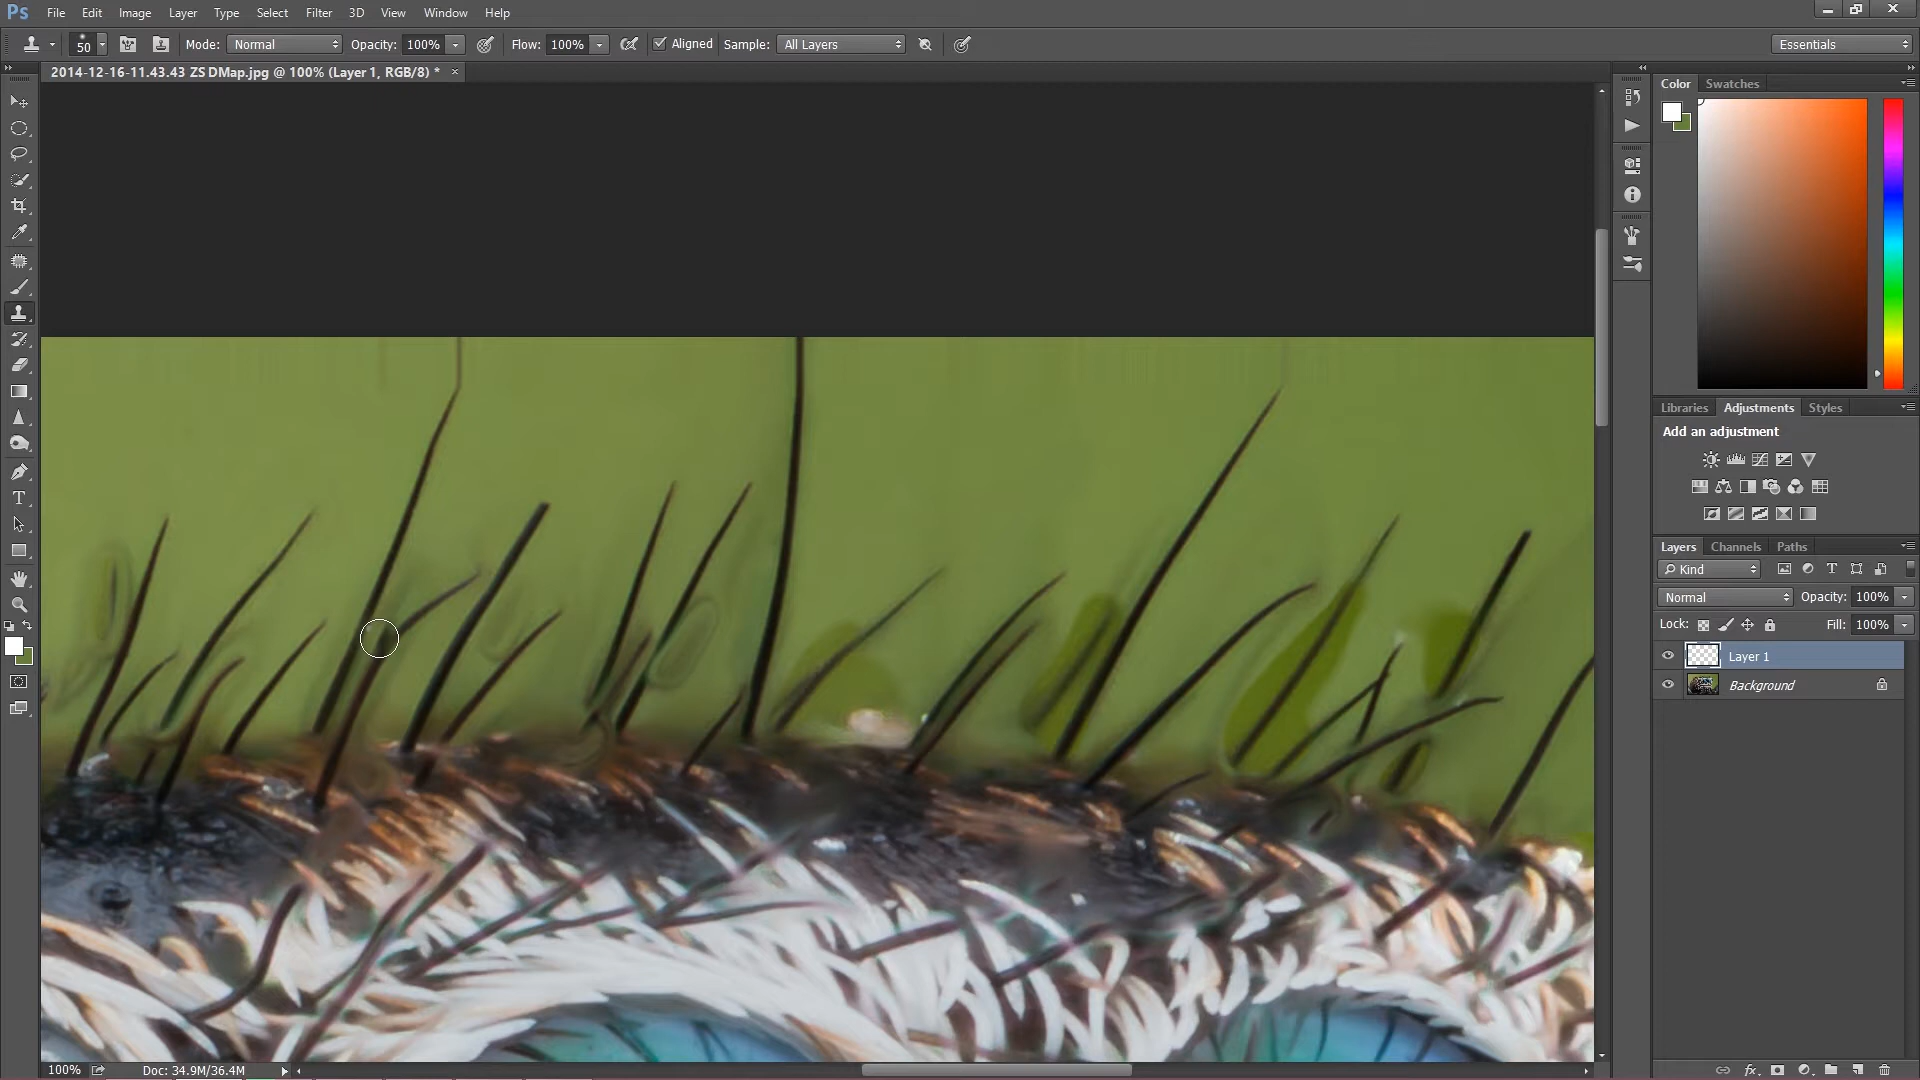 Ps File Edit Image Layer Type Select Filter 3D View Window Help
50 Mode: Normal Opacity: 100% Flow: 100% Aligned Sample: All Layers Essentials
2014-12-16-11.43.43 ZS DMap.jpg @ 100% (Layer 1, RGB/8) * ×
Color Swatches
Libraries Adjustments Styles
Add an adjustment
Layers Channels Paths
Kind
Normal Opacity: 100%
Lock: Fill: 100%
Layer 1
Background
100% Doc: 34.9M/36.4M